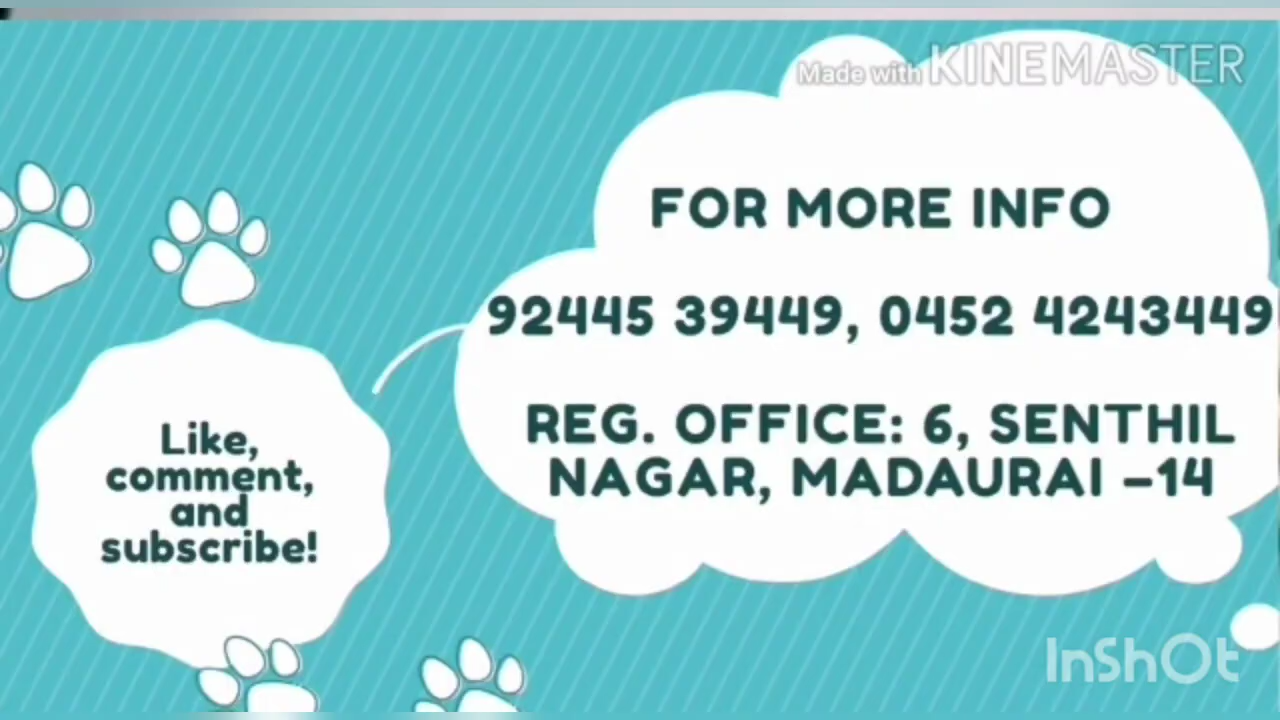 Made with KINEMASTER
FOR MORE INFO
92445 39449, 0452 4243449
REG. OFFICE: 6, SENTHIL
NAGAR, MADAURAI –14
Like,
comment,
and
subscribe!
InShOt